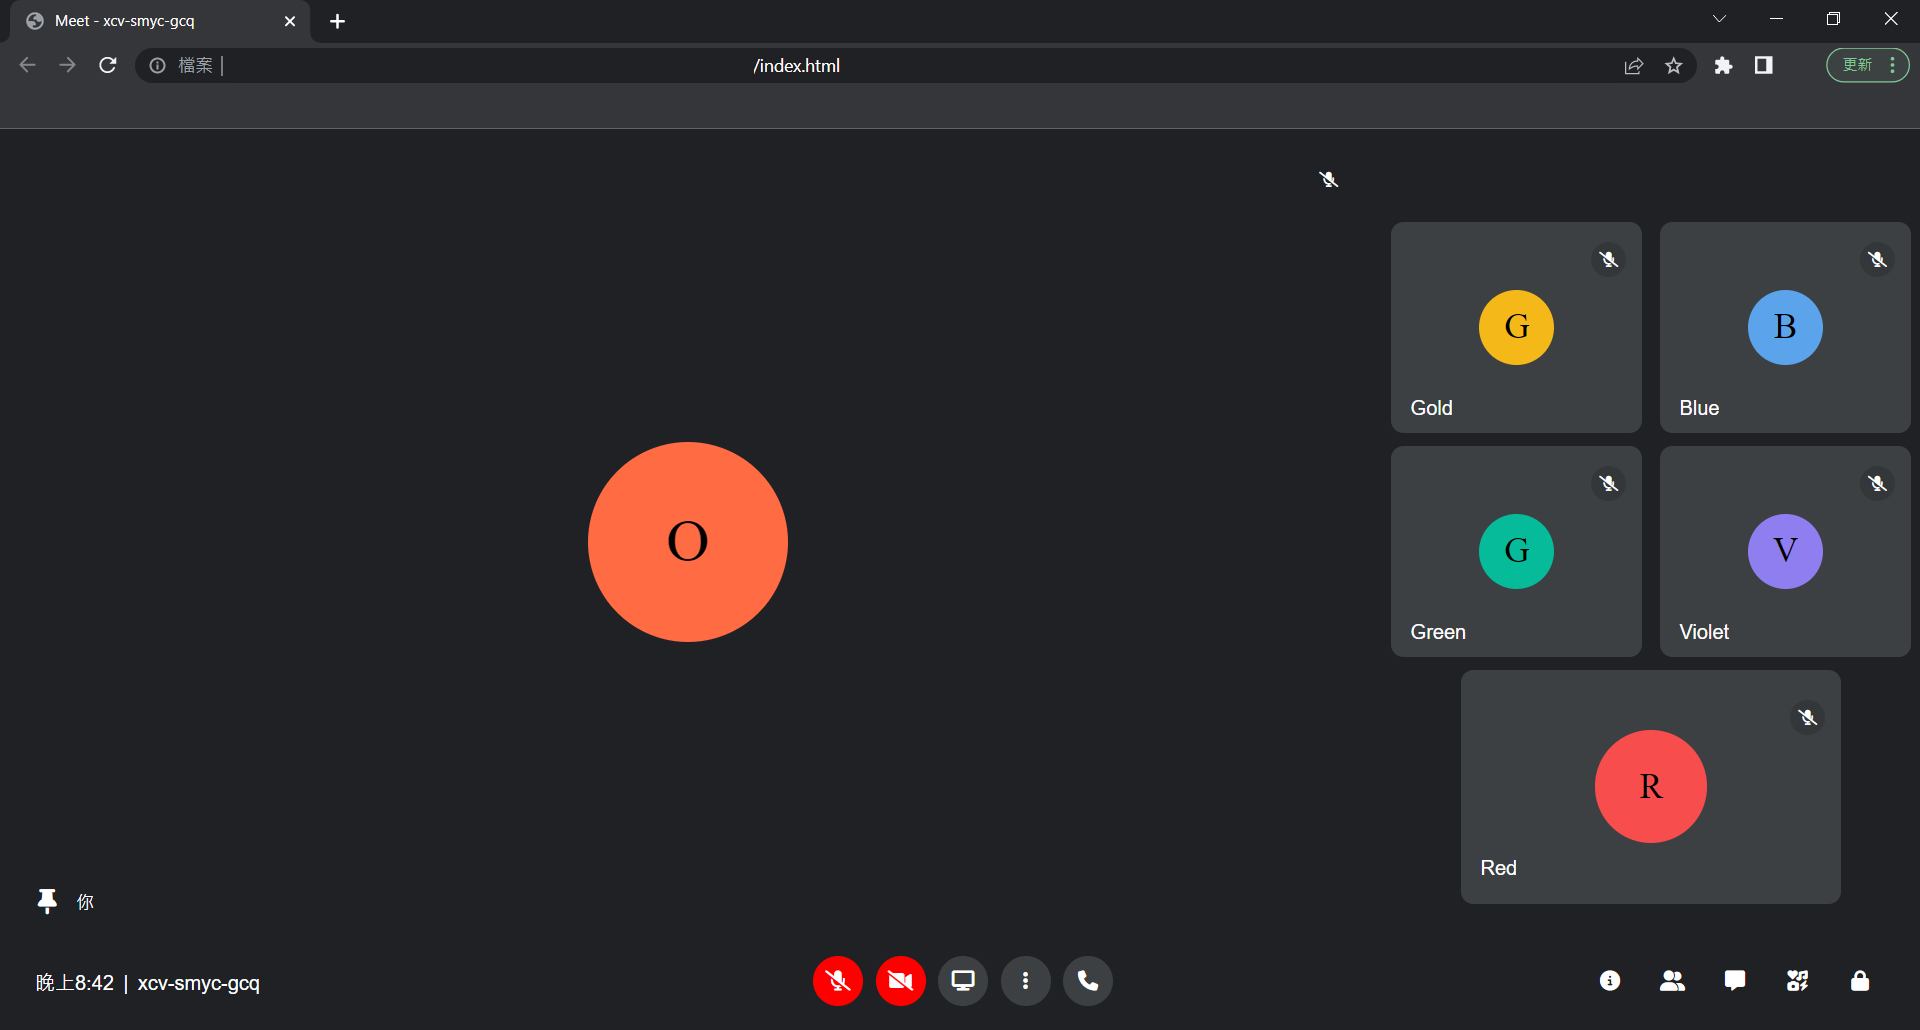 Meet - xcv-smyc-gcq
檔案 | /index.html
更新
G
Gold
B
Blue
G
Green
V
Violet
O
R
Red
你
晚上8:42 | xcv-smyc-gcq